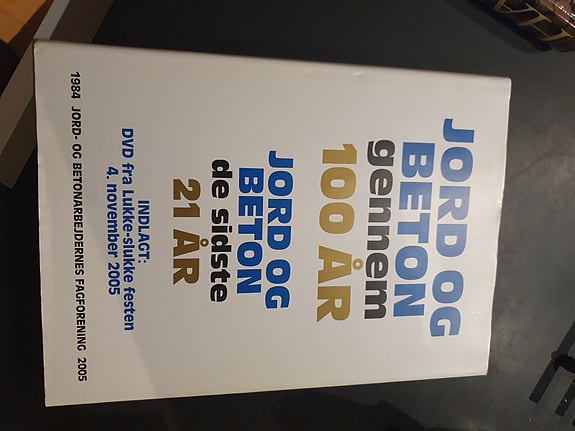 JORD OG
BETON
gennem
100 ÅR
JORD OG
BETON
de sidste
21 ÅR
INDLAGT:
DVD fra Lukke-slukke festen
4. november 2005
1984 JORD- OG BETONARBEJDERNES FAGFORENING 2005